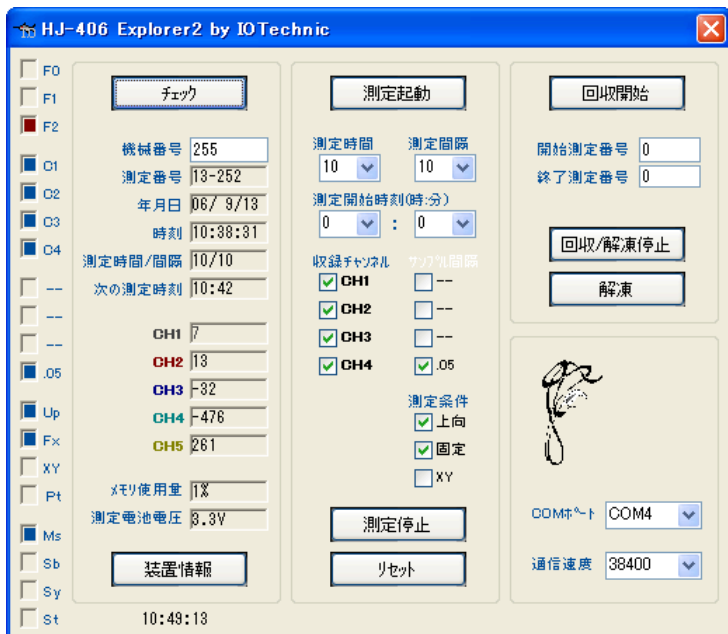 HJ-406 Explorer2 by IOTechnic
F0
F1
F2
C1
C2
C3
C4
--
--
--
.05
Up
Fx
XY
Pt
Ms
Sb
Sy
St
チェック
機械番号 255
測定番号 13-252
年月日 06/ 9/13
時刻 10:38:31
測定時間/間隔 10/10
次の測定時刻 10:42
CH1 7
CH2 13
CH3 -32
CH4 -476
CH5 261
メモリ使用量 1%
測定電池電圧 3.3V
装置情報
10:49:13
測定起動
測定時間 測定間隔
10 10
測定開始時刻(時:分)
0 : 0
収録チャンネル サンプル間隔
CH1 --
CH2 --
CH3 --
CH4 .05
測定条件
上向
固定
XY
測定停止
リセット
回収開始
開始測定番号 0
終了測定番号 0
回収/解凍停止
解凍
COMポート COM4
通信速度 38400